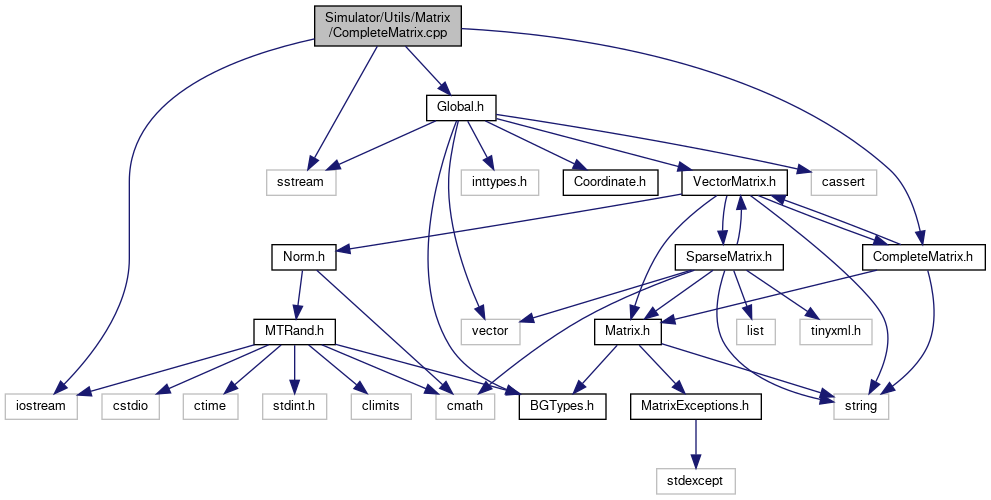 Simulator/Utils/Matrix
/CompleteMatrix.cpp
Global.h
sstream
inttypes.h
Coordinate.h
VectorMatrix.h
cassert
Norm.h
SparseMatrix.h
CompleteMatrix.h
MTRand.h
vector
Matrix.h
list
tinyxml.h
iostream
cstdio
ctime
stdint.h
climits
cmath
BGTypes.h
MatrixExceptions.h
string
stdexcept